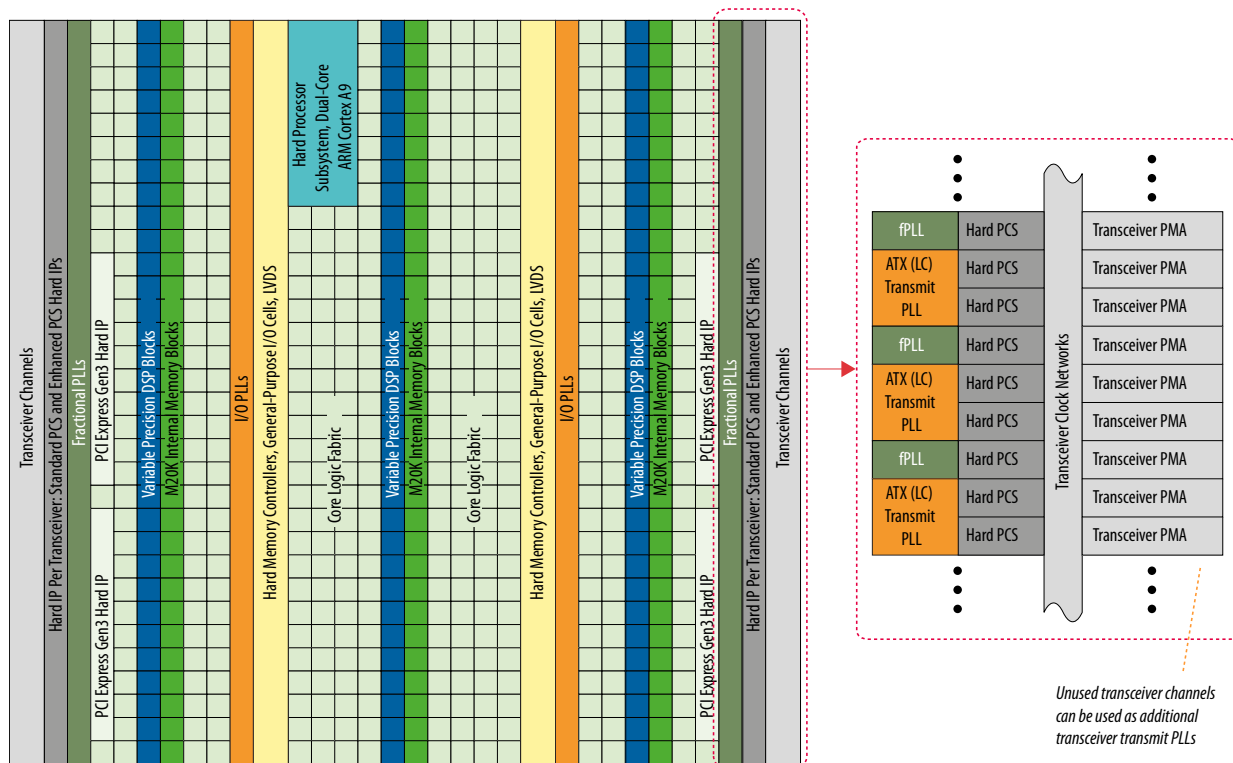 Transceiver Channels
Hard IP Per Transceiver: Standard PCS and Enhanced PCS Hard IPs
Fractional PLLs
PCI Express Gen3 Hard IP
PCI Express Gen3 Hard IP
Variable Precision DSP Blocks
M20K Internal Memory Blocks
I/O PLLs
Hard Memory Controllers, General-Purpose I/O Cells, LVDS
Hard Processor
Subsystem, Dual-Core
ARM Cortex A9
Core Logic Fabric
Variable Precision DSP Blocks
M20K Internal Memory Blocks
Core Logic Fabric
Hard Memory Controllers, General-Purpose I/O Cells, LVDS
I/O PLLs
Variable Precision DSP Blocks
M20K Internal Memory Blocks
PCI Express Gen3 Hard IP
PCI Express Gen3 Hard IP
Fractional PLLs
Hard IP Per Transceiver: Standard PCS and Enhanced PCS Hard IPs
Transceiver Channels
fPLL
ATX (LC)
Transmit
PLL
fPLL
ATX (LC)
Transmit
PLL
fPLL
ATX (LC)
Transmit
PLL
Hard PCS
Hard PCS
Hard PCS
Hard PCS
Hard PCS
Hard PCS
Hard PCS
Hard PCS
Hard PCS
Transceiver Clock Networks
Transceiver PMA
Transceiver PMA
Transceiver PMA
Transceiver PMA
Transceiver PMA
Transceiver PMA
Transceiver PMA
Transceiver PMA
Transceiver PMA
Unused transceiver channels
can be used as additional
transceiver transmit PLLs